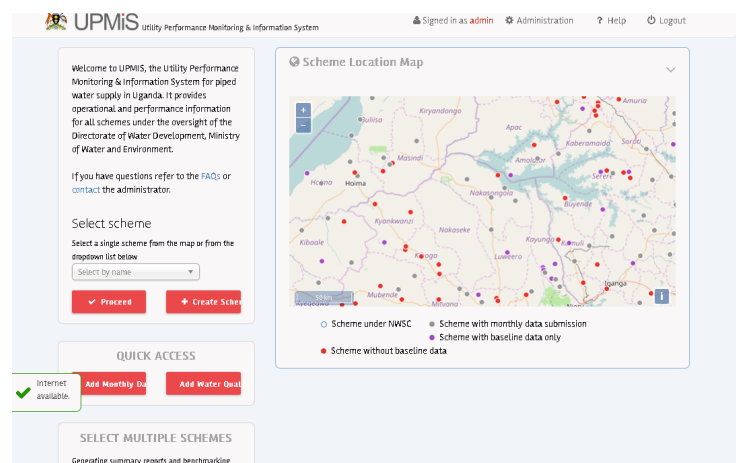 UPMiS Utility Performance Monitoring & Information System
Signed in as admin
Administration
? Help
Logout
Welcome to UPMIS, the Utility Performance
Monitoring & Information System for piped
water supply in Uganda. It provides
operational and performance information
for all schemes under the oversight of the
Directorate of Water Development, Ministry
of Water and Environment.
If you have questions refer to the FAQs or
contact the administrator.
Select scheme
Select a single scheme from the map or from the
dropdown list below
Select by name
Proceed
+ Create Schem
QUICK ACCESS
Add Monthly Da
Add Water Qual
Internet
available.
SELECT MULTIPLE SCHEMES
Generating summary reports and benchmarking
Scheme Location Map
+
−
Amuria
Kiryandongo
Bulisa
Apac
Kaberamaido
Soroti
Masindi
Amolatar
Serere
Hoima
Nakasongola
Buyende
Kyankwanzi
Nakaseke
Kibaale
Kayunga
Kamuli
Luweero
Iganga
Mubende
Mityana
50 km
i
Scheme under NWSC
Scheme with monthly data submission
Scheme with baseline data only
Scheme without baseline data